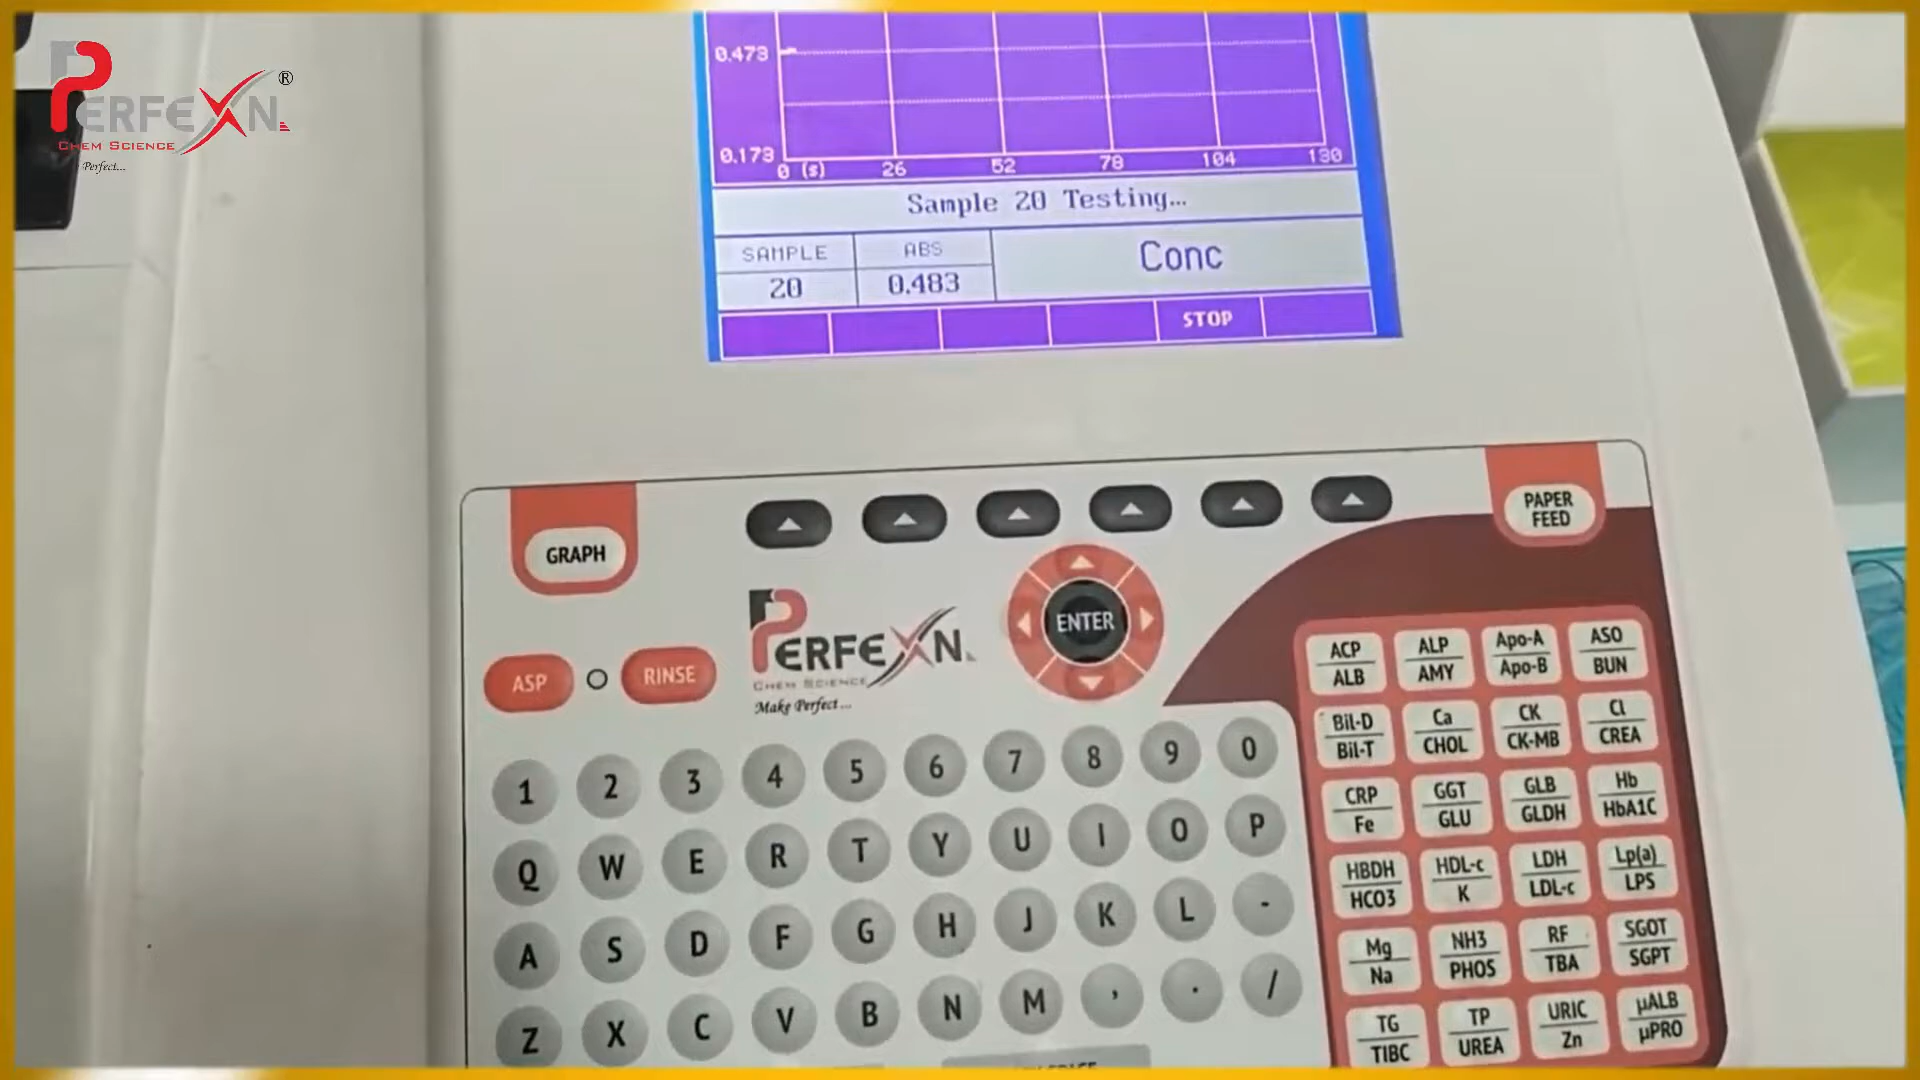 PERFEXN ®
CHEM SCIENCE
Perfect...
0.473
0.173
0 (s) 26 52 78 104 130
Sample 20 Testing...
SAMPLE ABS Conc
20 0.483
STOP
GRAPH
PAPER
FEED
ENTER
ASP RINSE
PERFEXN
CHEM SCIENCE
Make Perfect...
1 2 3 4 5 6 7 8 9 0
Q W E R T Y U I O P
A S D F G H J K L -
Z X C V B N M , . /
ACP ALP Apo-A ASO
ALB AMY Apo-B BUN
Bil-D Ca CK Cl
Bil-T CHOL CK-MB CREA
CRP GGT GLB Hb
Fe GLU GLDH HbA1C
HBDH HDL-c LDH Lp(a)
HCO3 K LDL-c LPS
Mg NH3 RF SGOT
Na PHOS TBA SGPT
TG TP URIC µALB
TIBC UREA Zn µPRO